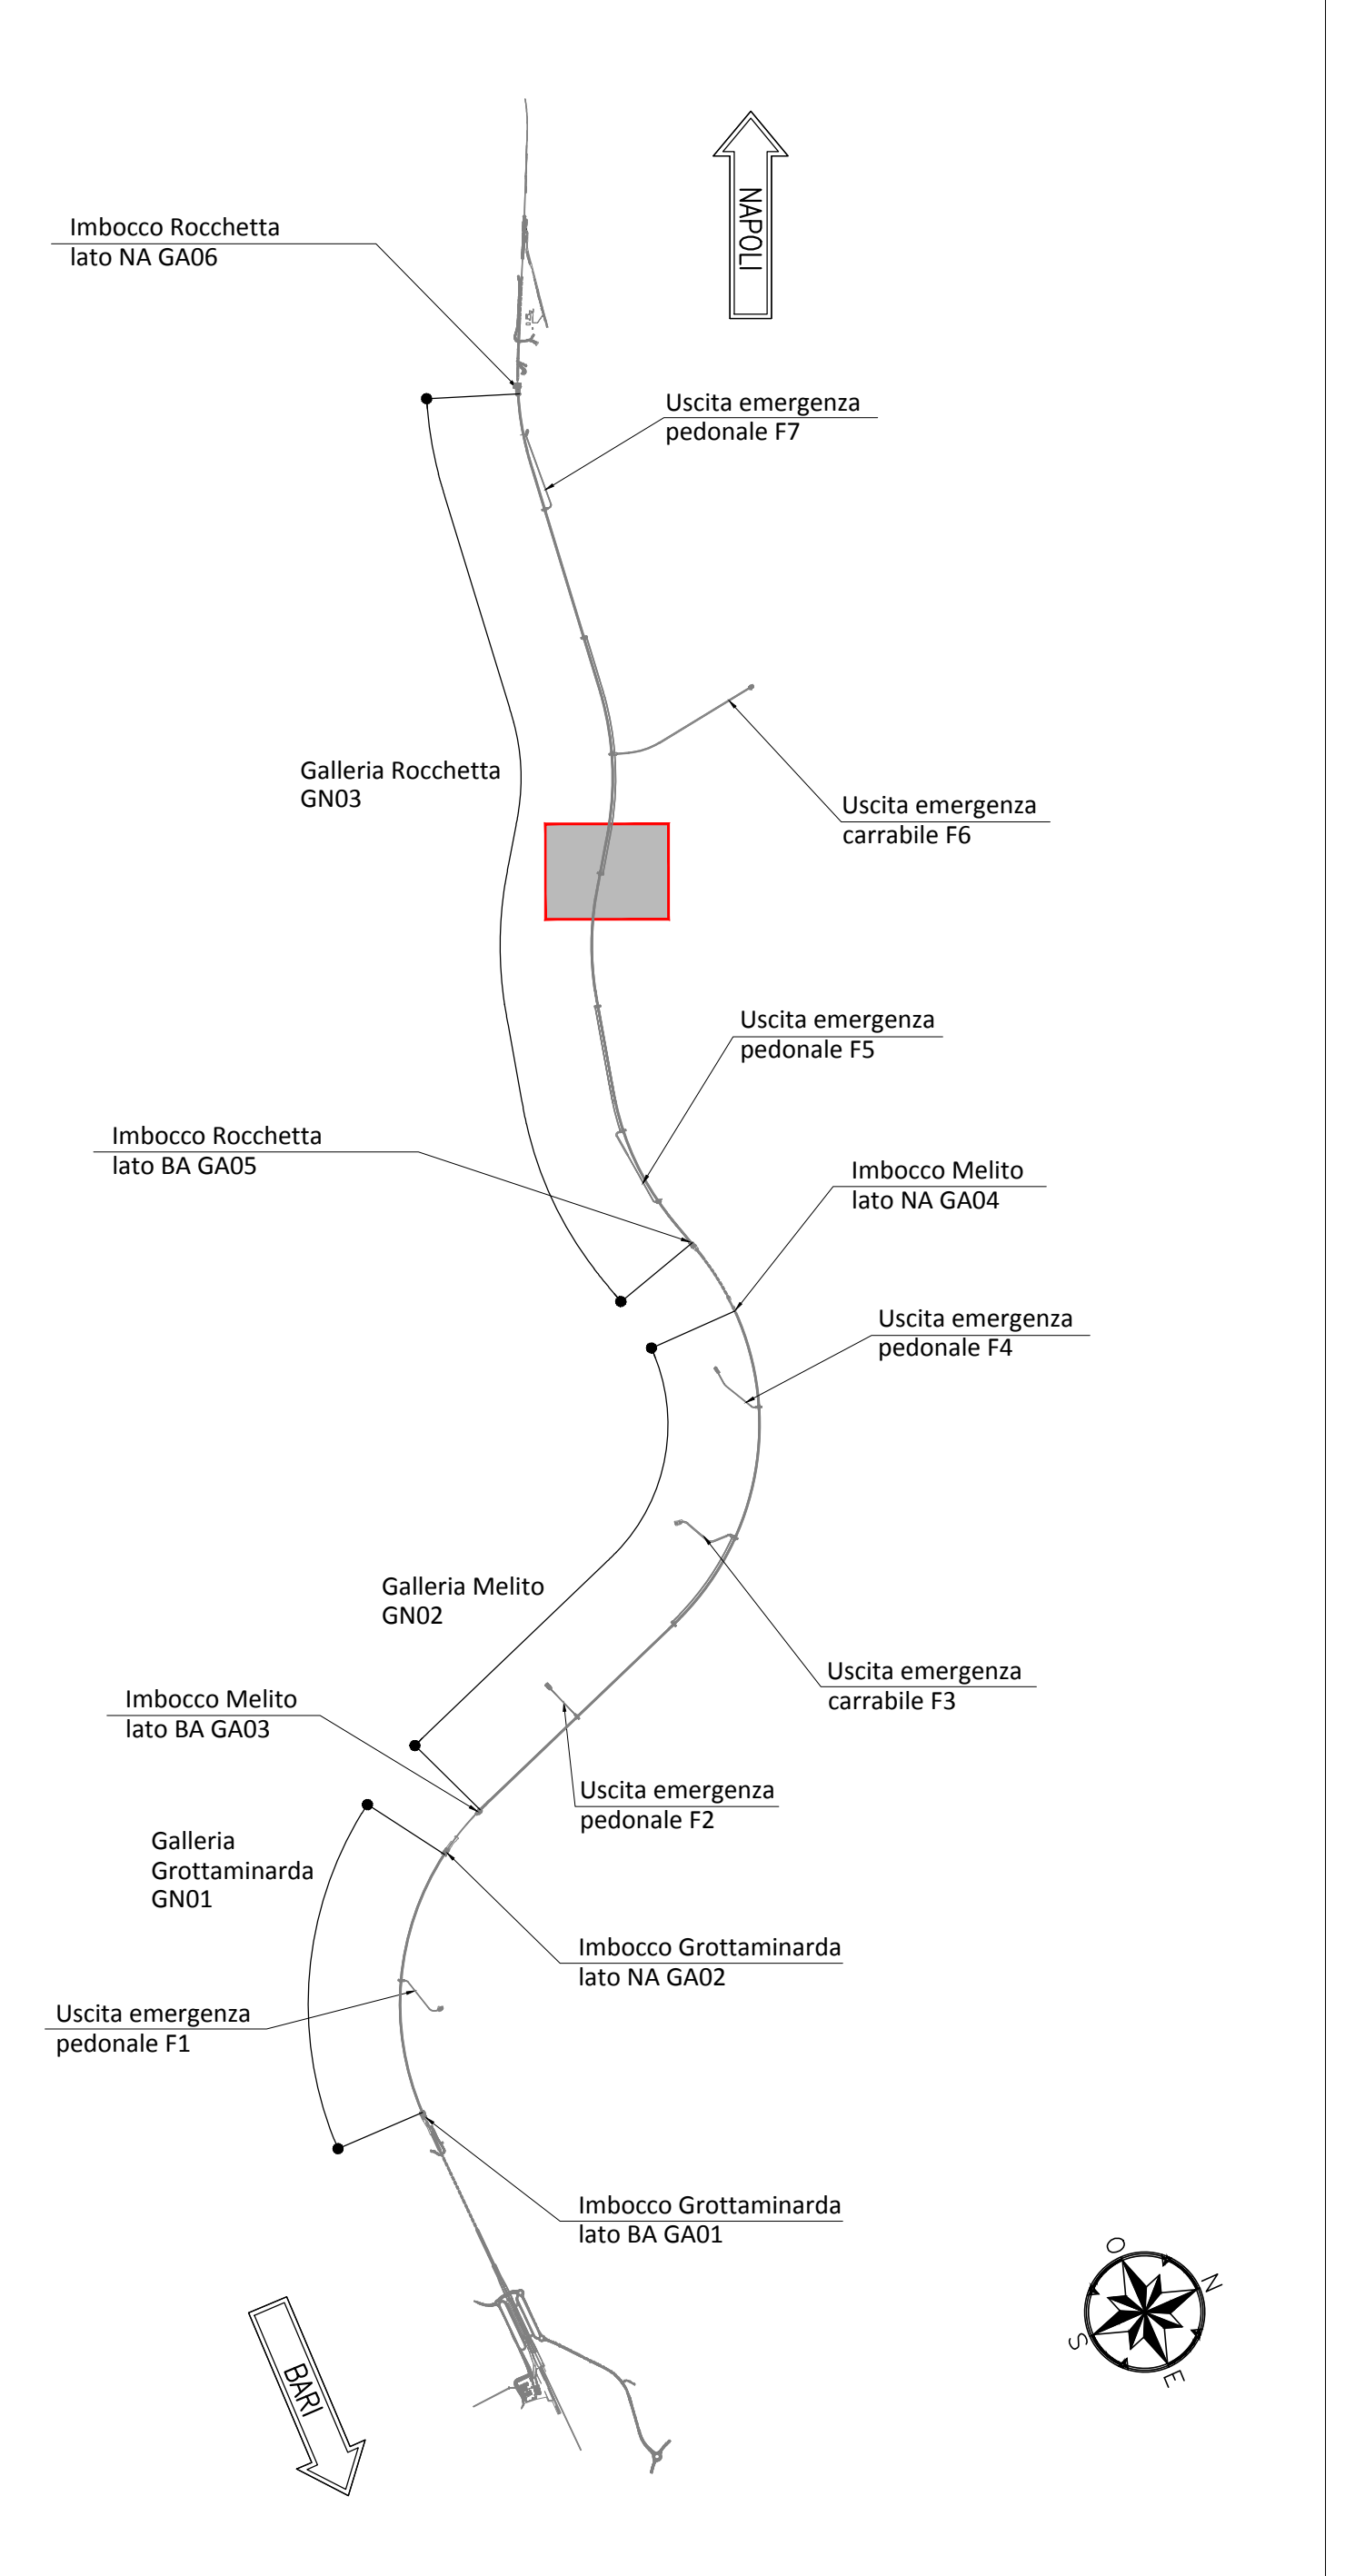 NAPOLI
Imbocco Rocchetta
lato NA GA06
Uscita emergenza
pedonale F7
Galleria Rocchetta
GN03
Uscita emergenza
carrabile F6
Uscita emergenza
pedonale F5
Imbocco Rocchetta
lato BA GA05
Imbocco Melito
lato NA GA04
Uscita emergenza
pedonale F4
Galleria Melito
GN02
Uscita emergenza
carrabile F3
Imbocco Melito
lato BA GA03
Uscita emergenza
pedonale F2
Galleria
Grottaminarda
GN01
Imbocco Grottaminarda
lato NA GA02
Uscita emergenza
pedonale F1
Imbocco Grottaminarda
lato BA GA01
BARI
O
N
S
E